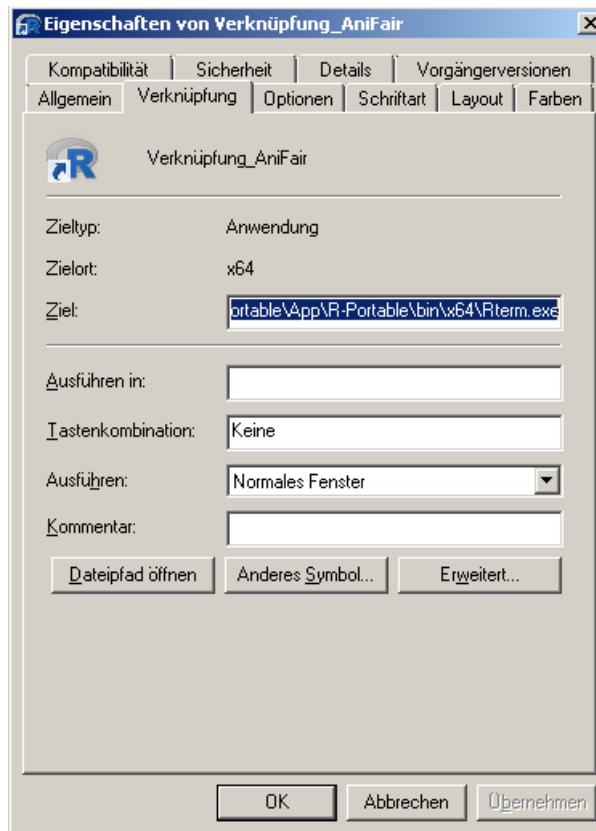 Eigenschaften von Verknüpfung_AniFair
Kompatibilität Sicherheit Details Vorgängerversionen
Allgemein Verknüpfung Optionen Schriftart Layout Farben
Verknüpfung_AniFair
Zieltyp: Anwendung
Zielort: x64
Ziel: ortable\App\R-Portable\bin\x64\Rterm.exe
Ausführen in:
Tastenkombination: Keine
Ausführen: Normales Fenster
Kommentar:
Dateipfad öffnen Anderes Symbol... Erweitert...
OK Abbrechen Übernehmen